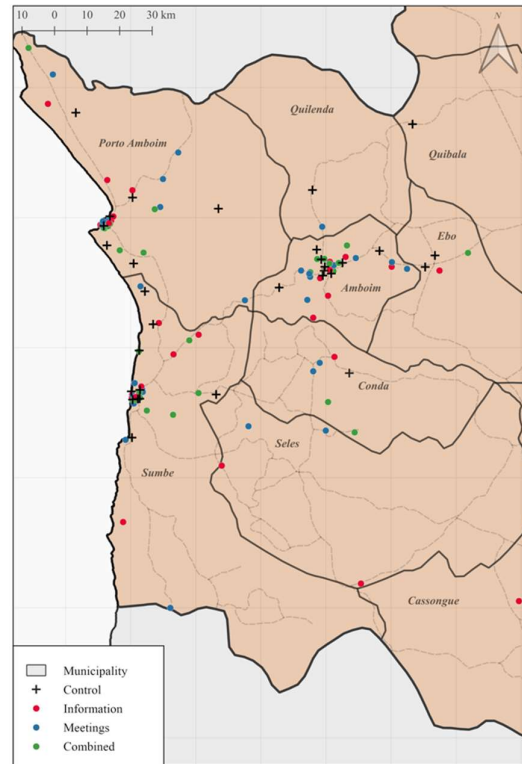 10 0 10 20 30 km
N
Quilenda
Porto Amboim
Quibala
Ebo
Amboim
Conda
Seles
Sumbe
Cassongue
Municipality
Control
Information
Meetings
Combined